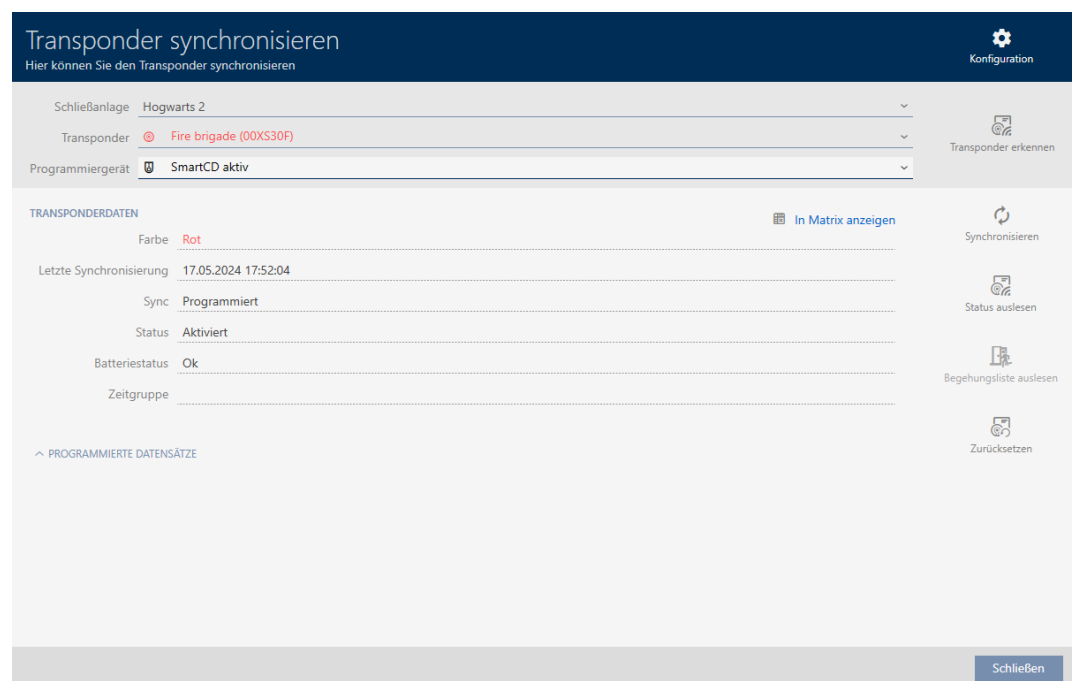 Transponder synchronisieren
Hier können Sie den Transponder synchronisieren
Konfiguration
Schließanlage Hogwarts 2
Transponder Fire brigade (00XS30F)
Programmiergerät SmartCD aktiv
Transponder erkennen
TRANSPONDERDATEN
In Matrix anzeigen
Farbe Rot
Letzte Synchronisierung 17.05.2024 17:52:04
Sync Programmiert
Status Aktiviert
Batteriestatus Ok
Zeitgruppe
PROGRAMMIERTE DATENSÄTZE
Synchronisieren
Status auslesen
Begehungsliste auslesen
Zurücksetzen
Schließen